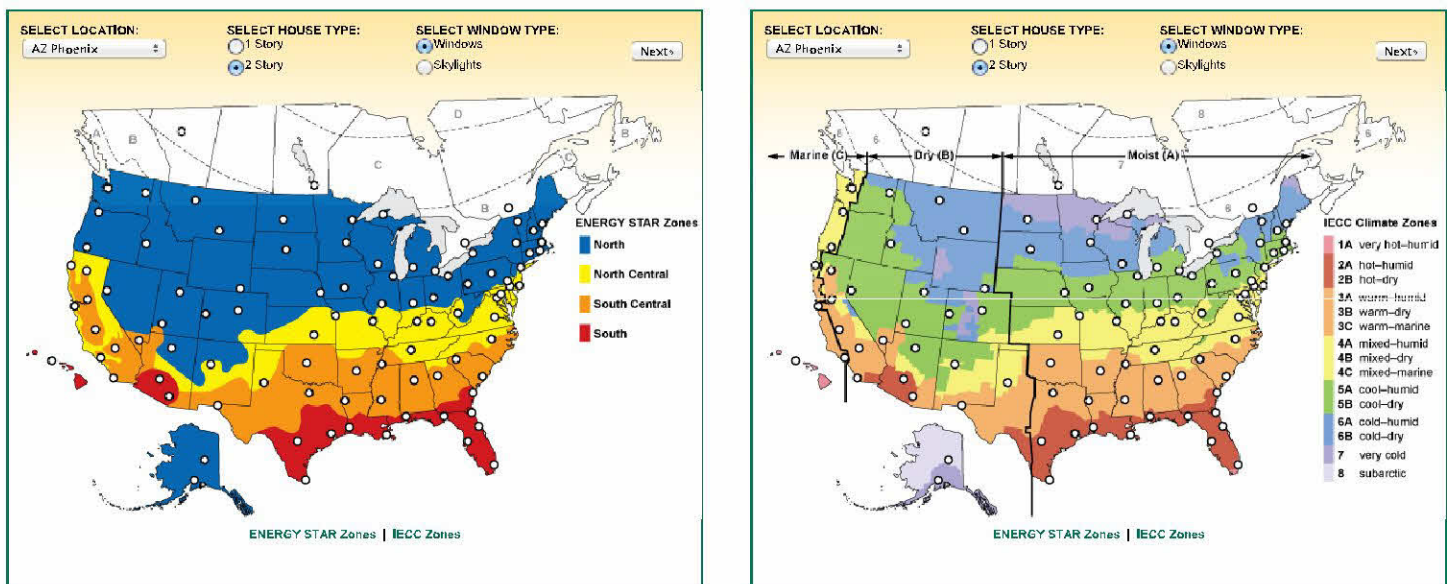 SELECT LOCATION:
AZ Phoenix
SELECT HOUSE TYPE:
1 Story
2 Story
SELECT WINDOW TYPE:
Windows
Skylights
Next
A
B
D
C
B
B
C
ENERGY STAR Zones
North
North Central
South Central
South
ENERGY STAR Zones | IECC Zones
SELECT LOCATION:
AZ Phoenix
SELECT HOUSE TYPE:
1 Story
2 Story
SELECT WINDOW TYPE:
Windows
Skylights
Next
6
8
6
Marine (C)
Dry (B)
Moist (A)
7
6
IECC Climate Zones
1A very hot–humid
2A hot–humid
2B hot–dry
3A warm–humid
3B warm–dry
3C warm–marine
4A mixed–humid
4B mixed–dry
4C mixed–marine
5A cool–humid
5B cool–dry
6A cold–humid
6B cold–dry
7 very cold
8 subarctic
ENERGY STAR Zones | IECC Zones